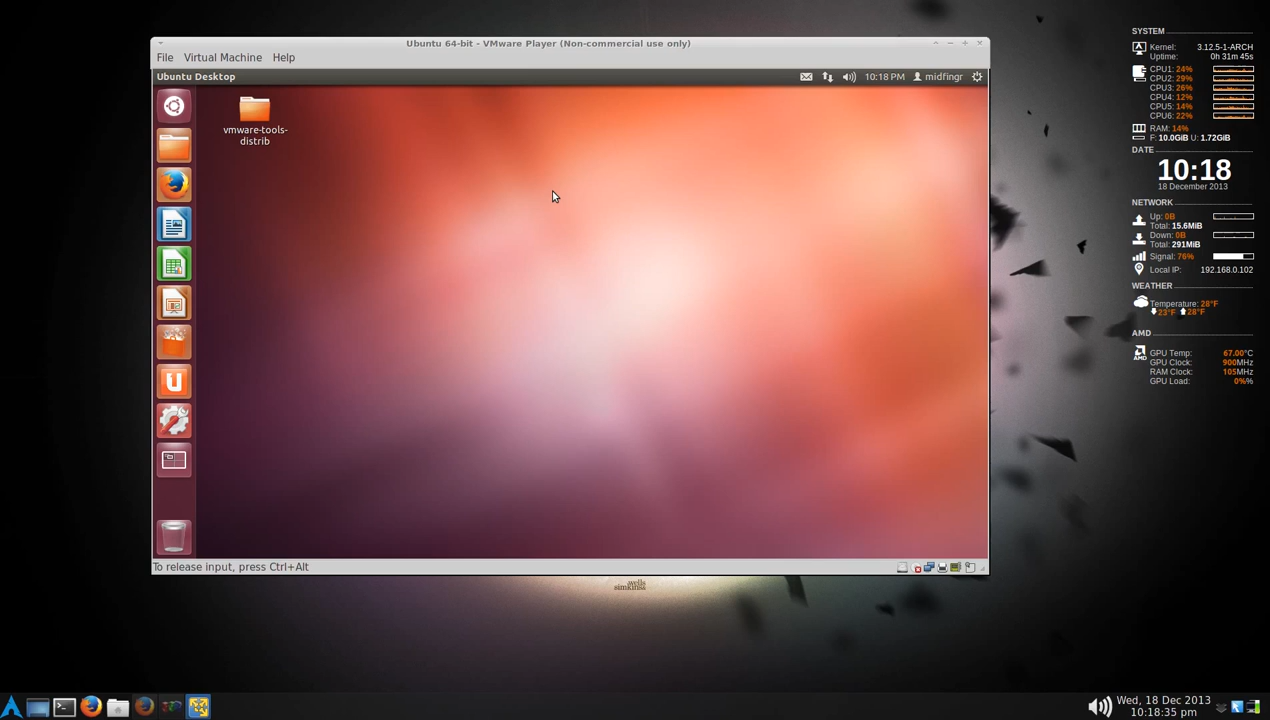 Ubuntu 64-bit - VMware Player (Non-commercial use only)
File Virtual Machine Help
Ubuntu Desktop
10:18 PM midfingr
vmware-tools-
distrib
To release input, press Ctrl+Alt
SYSTEM
Kernel: 3.12.5-1-ARCH
Uptime: 0h 31m 45s
CPU1: 24%
CPU2: 29%
CPU3: 26%
CPU4: 12%
CPU5: 14%
CPU6: 22%
RAM: 14%
F: 10.0GiB U: 1.72GiB
DATE
10:18
18 December 2013
NETWORK
Up: 0B
Total: 15.6MiB
Down: 0B
Total: 291MiB
Signal: 76%
Local IP: 192.168.0.102
WEATHER
Temperature: 28°F
23°F 28°F
AMD
AMD
GPU Temp: 67.00°C
GPU Clock: 900MHz
RAM Clock: 105MHz
GPU Load: 0%%
Wed, 18 Dec 2013
10:18:35 pm